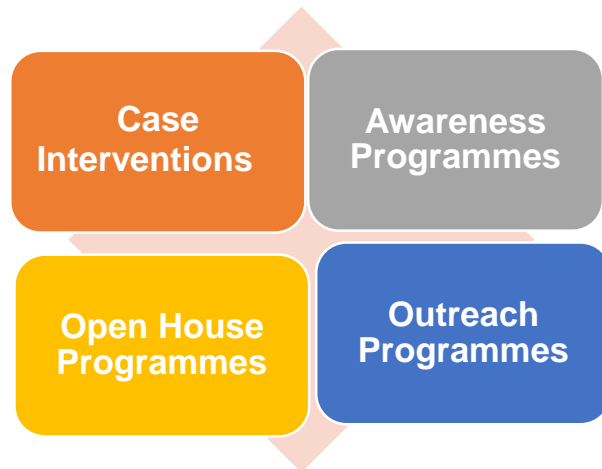 Case
Interventions
Awareness
Programmes
Open House
Programmes
Outreach
Programmes